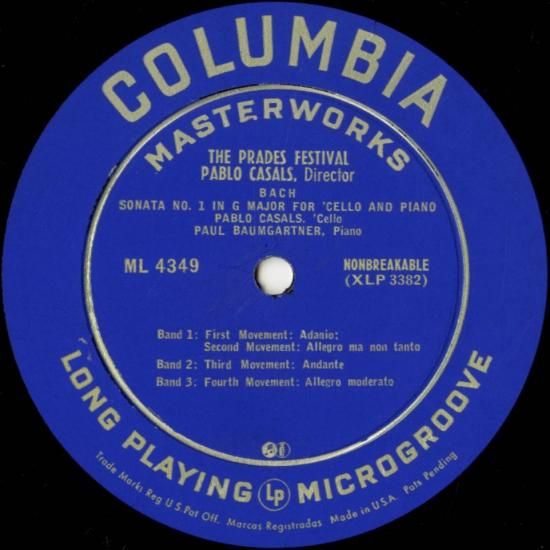 COLUMBIA
MASTERWORKS
THE PRADES FESTIVAL
PABLO CASALS, Director
BACH
SONATA NO. 1 IN G MAJOR FOR 'CELLO AND PIANO
PABLO CASALS, 'Cello
PAUL BAUMGARTNER, Piano
ML 4349
NONBREAKABLE
(XLP 3382)
Band 1: First Movement: Adanio;
Second Movement: Allegro ma non tanto
Band 2: Third Movement: Andante
Band 3: Fourth Movement: Allegro moderato
LONG PLAYING Lp MICROGROOVE
Trade Marks Reg U.S. Pat Off. Marcas Registradas Made in U.S.A. Pats Pending